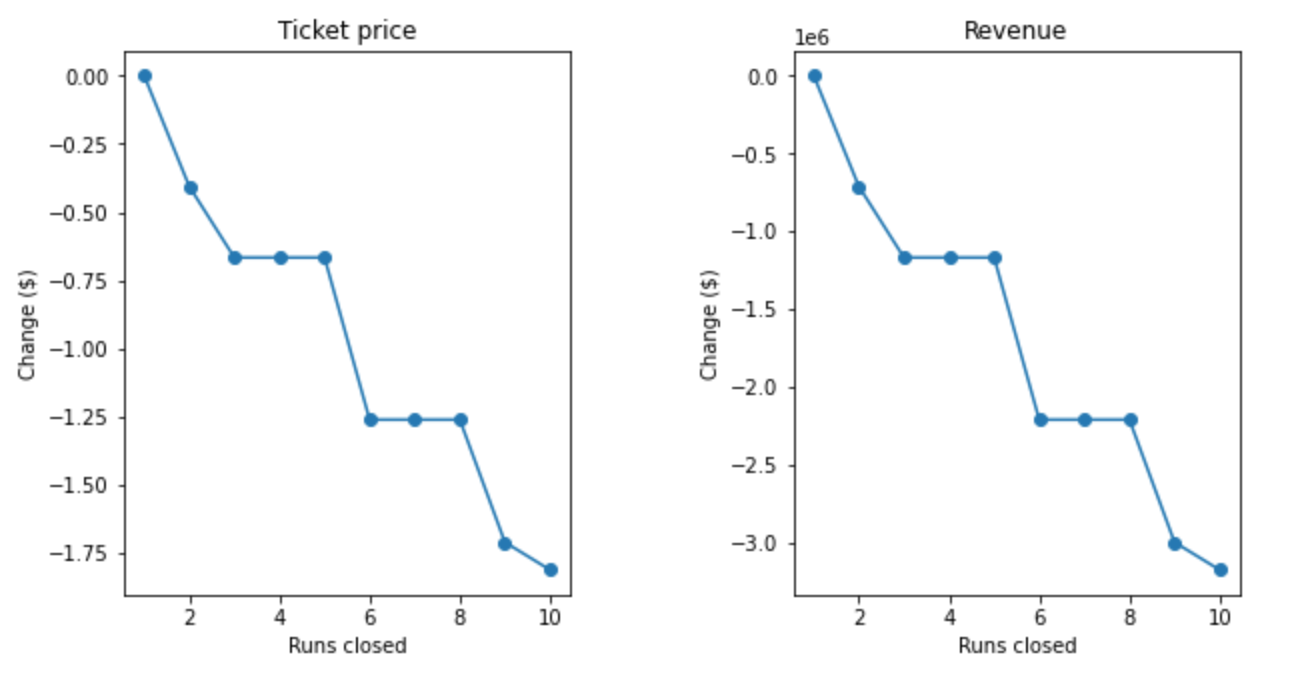 Ticket price
0.00
−0.25
−0.50
−0.75
−1.00
−1.25
−1.50
−1.75
Change ($)
2 4 6 8 10
Runs closed
Revenue
1e6
0.0
−0.5
−1.0
−1.5
−2.0
−2.5
−3.0
Change ($)
2 4 6 8 10
Runs closed